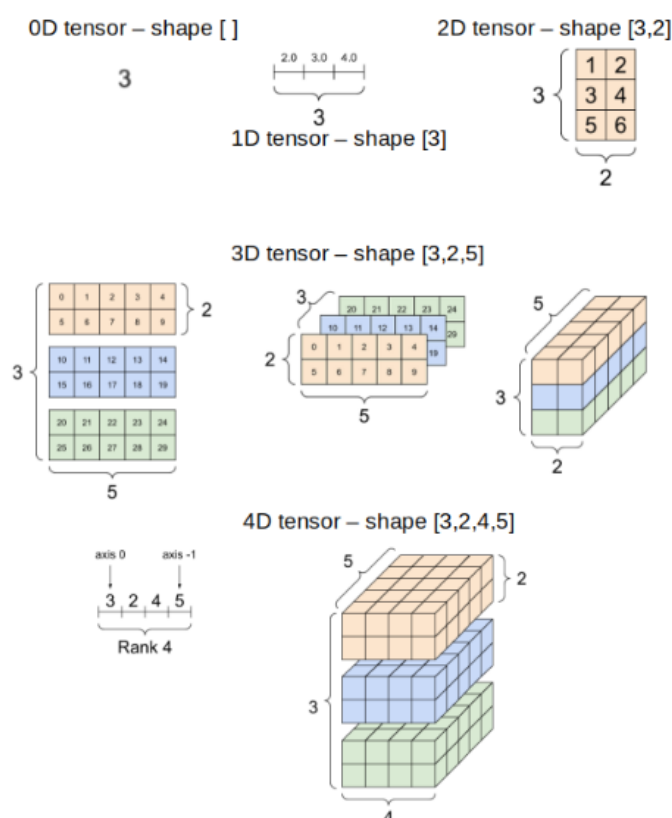 0D tensor – shape [ ]
3
2.0 3.0 4.0
3
1D tensor – shape [3]
2D tensor – shape [3,2]
1 2
3 3 4
5 6
2
3D tensor – shape [3,2,5]
0 1 2 3 4
5 6 7 8 9
2
3
10 11 12 13 14
15 16 17 18 19
20 21 22 23 24
25 26 27 28 29
5
3
20 21 22 23 24
29
10 11 12 13 14
19
2
0 1 2 3 4
5 6 7 8 9
5
5
3
2
4D tensor – shape [3,2,4,5]
axis 0 axis -1
3 2 4 5
Rank 4
5
2
3
4